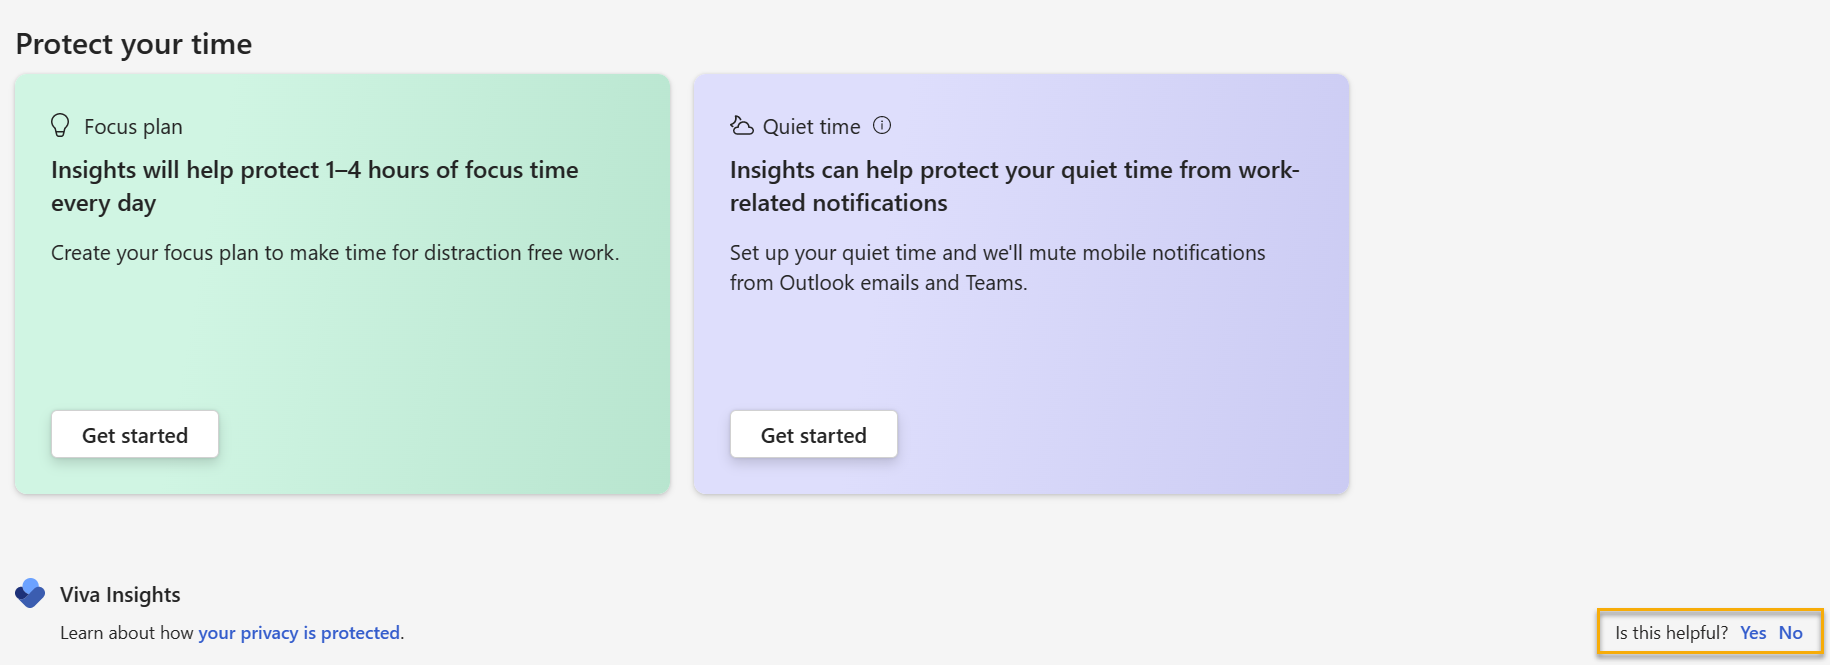 Protect your time
Focus plan
Insights will help protect 1–4 hours of focus time
every day
Create your focus plan to make time for distraction free work.
Get started
Quiet time
Insights can help protect your quiet time from work-
related notifications
Set up your quiet time and we'll mute mobile notifications
from Outlook emails and Teams.
Get started
Viva Insights
Learn about how your privacy is protected.
Is this helpful? Yes No